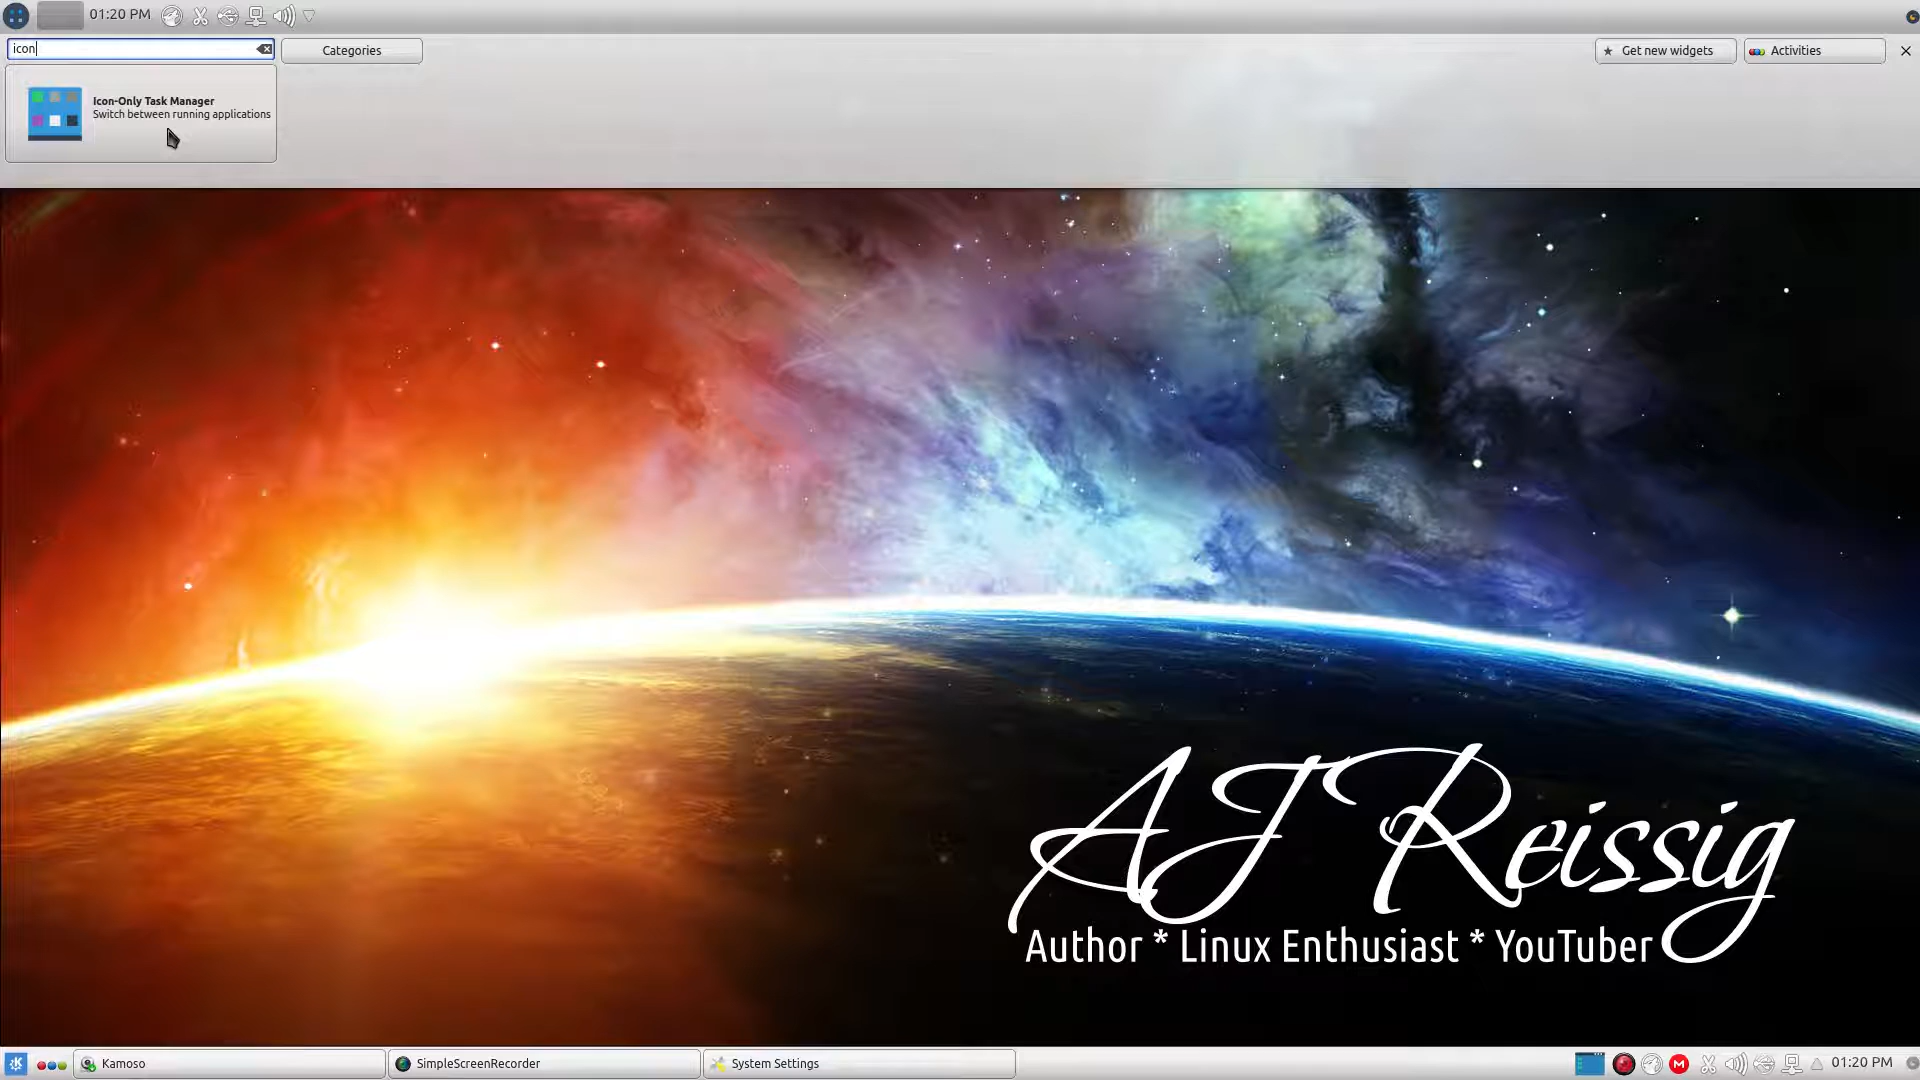 01:20 PM
icon
Categories
Get new widgets
Activities
Icon-Only Task Manager
Switch between running applications
AJ Reissig
Author * Linux Enthusiast * YouTuber
Kamoso
SimpleScreenRecorder
System Settings
M
01:20 PM